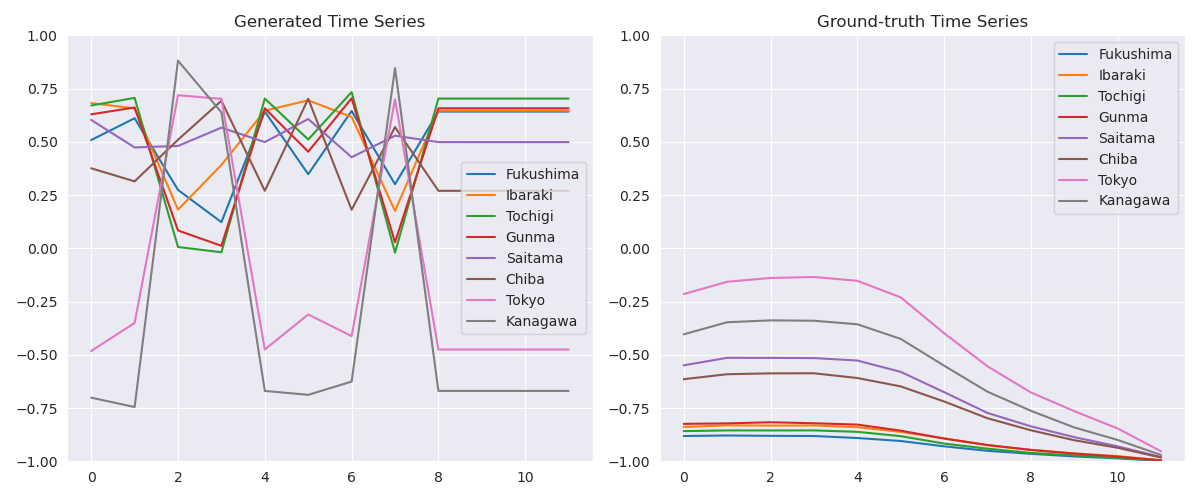 Generated Time Series
1.00
0.75
0.50
0.25
0.00
−0.25
−0.50
−0.75
−1.00
0 2 4 6 8 10
Fukushima
Ibaraki
Tochigi
Gunma
Saitama
Chiba
Tokyo
Kanagawa
Ground-truth Time Series
1.00
0.75
0.50
0.25
0.00
−0.25
−0.50
−0.75
−1.00
0 2 4 6 8 10
Fukushima
Ibaraki
Tochigi
Gunma
Saitama
Chiba
Tokyo
Kanagawa